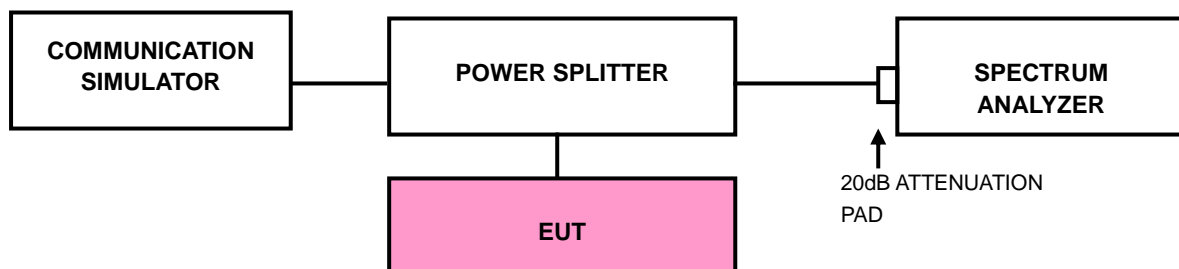 COMMUNICATION
SIMULATOR
POWER SPLITTER
SPECTRUM
ANALYZER
20dB ATTENUATION
PAD
EUT